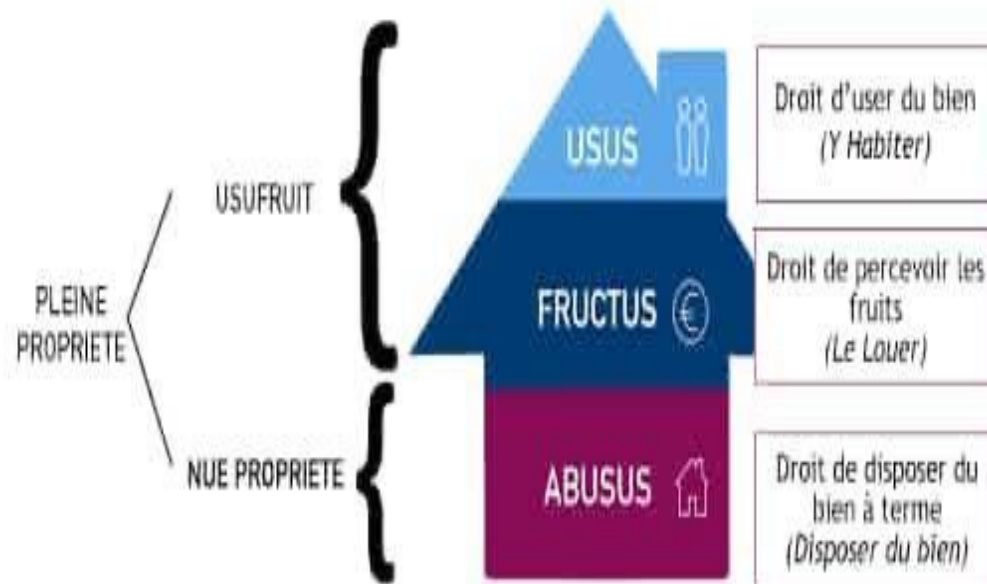 PLEINE
PROPRIETE
USUFRUIT
NUE PROPRIETE
USUS
FRUCTUS
€
ABUSUS
Droit d'user du bien
(Y Habiter)
Droit de percevoir les
fruits
(Le Louer)
Droit de disposer du
bien à terme
(Disposer du bien)